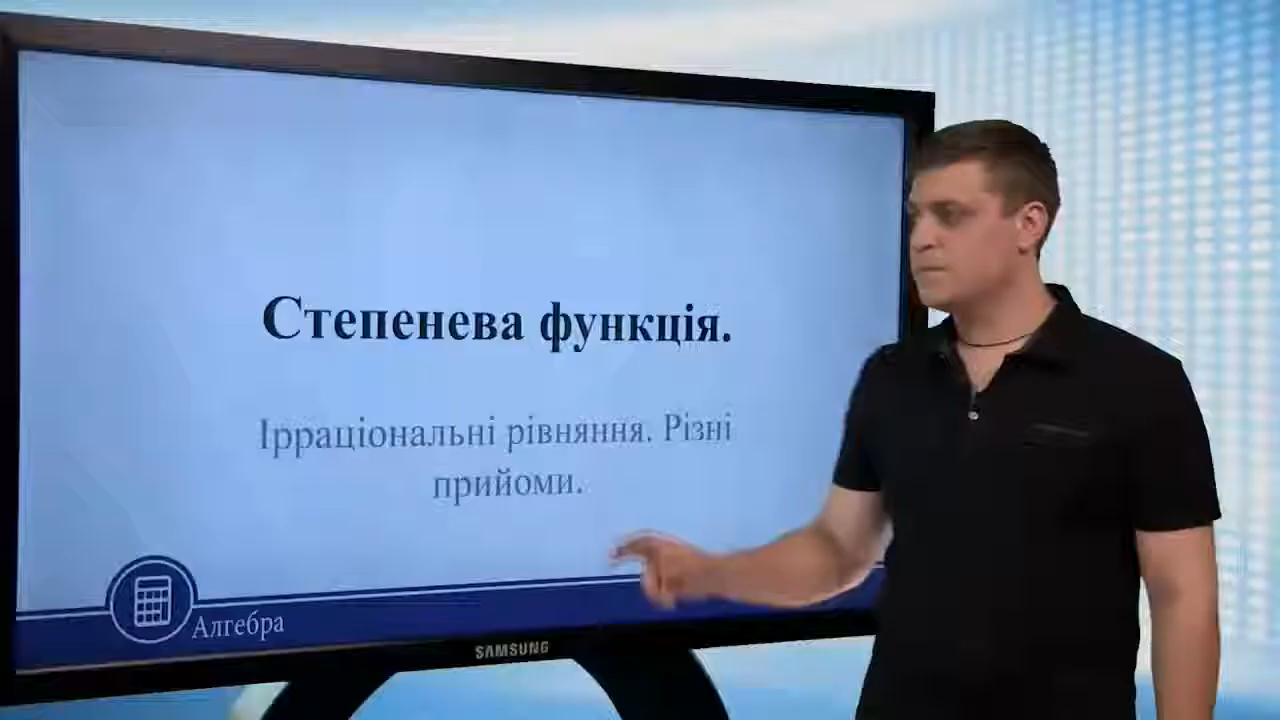 Степенева функція.
Ірраціональні рівняння. Різні
прийоми.
Алгебра
SAMSUNG